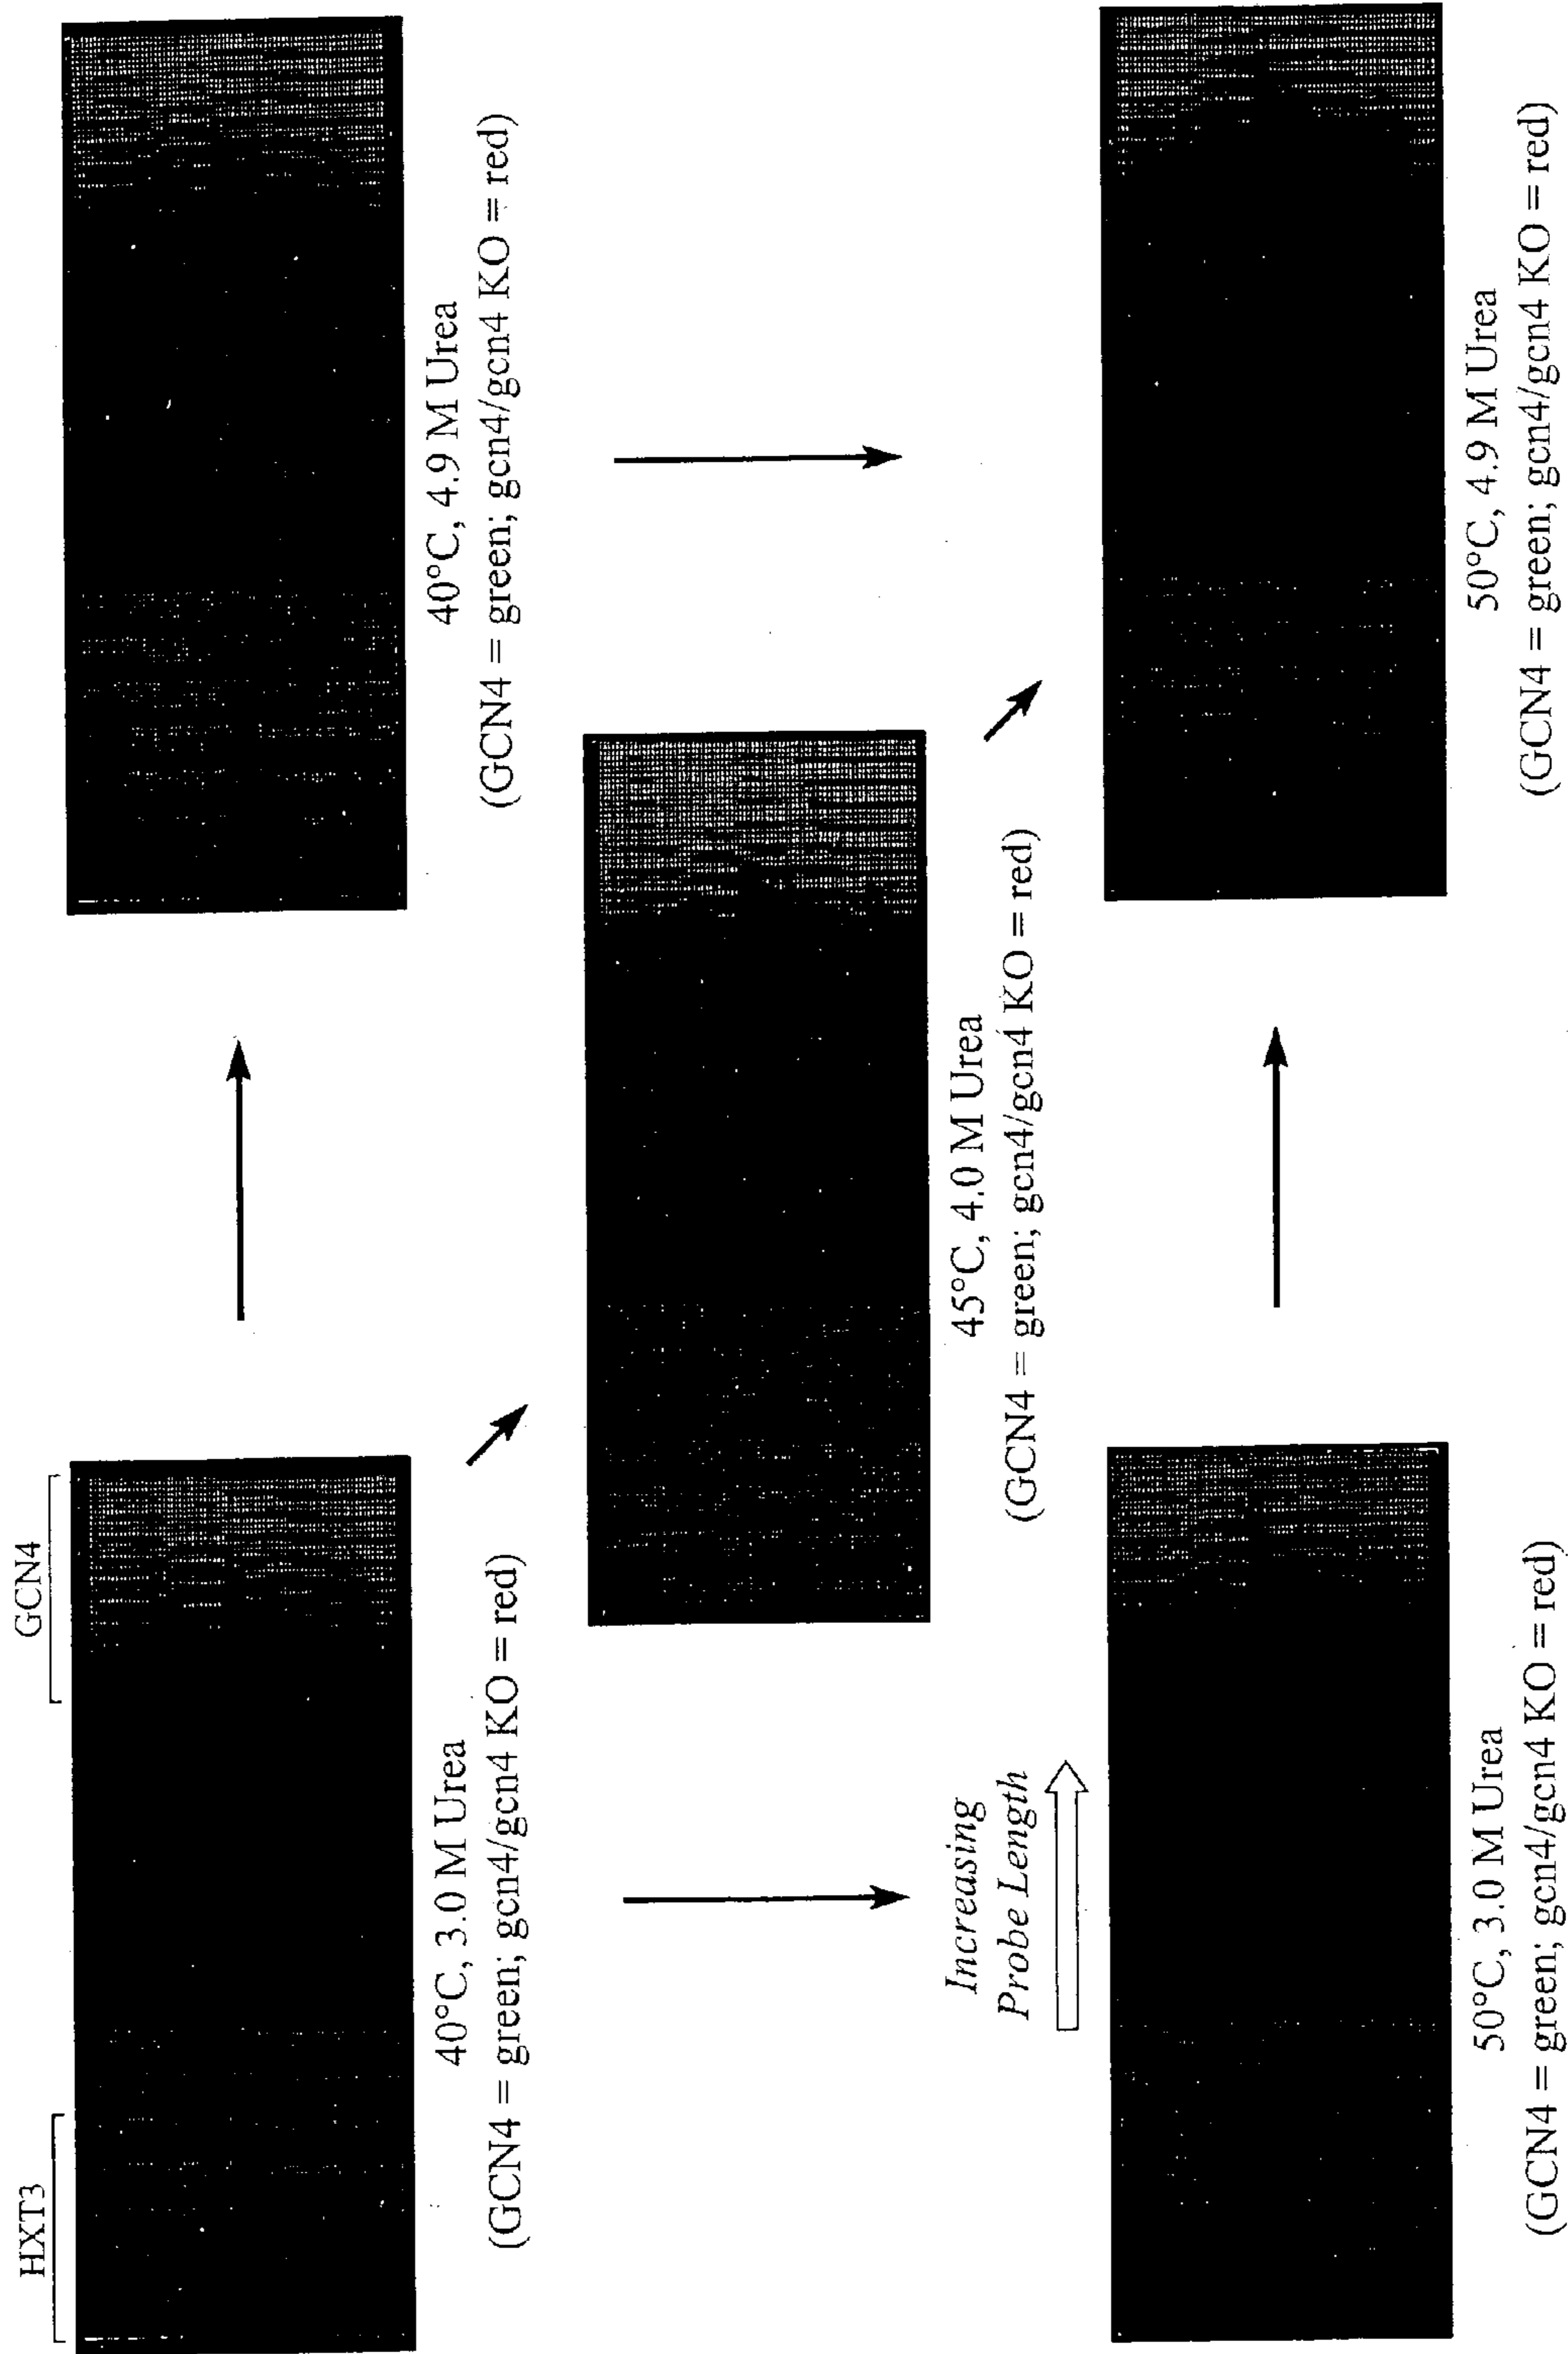 HXT3
GCN4
40°C, 3.0 M Urea
(GCN4 = green; gcn4/gcn4 KO = red)
40°C, 4.9 M Urea
(GCN4 = green; gcn4/gcn4 KO = red)
45°C, 4.0 M Urea
(GCN4 = green; gcn4/gcn4 KO = red)
Increasing
Probe Length
50°C, 3.0 M Urea
(GCN4 = green; gcn4/gcn4 KO = red)
50°C, 4.9 M Urea
(GCN4 = green; gcn4/gcn4 KO = red)